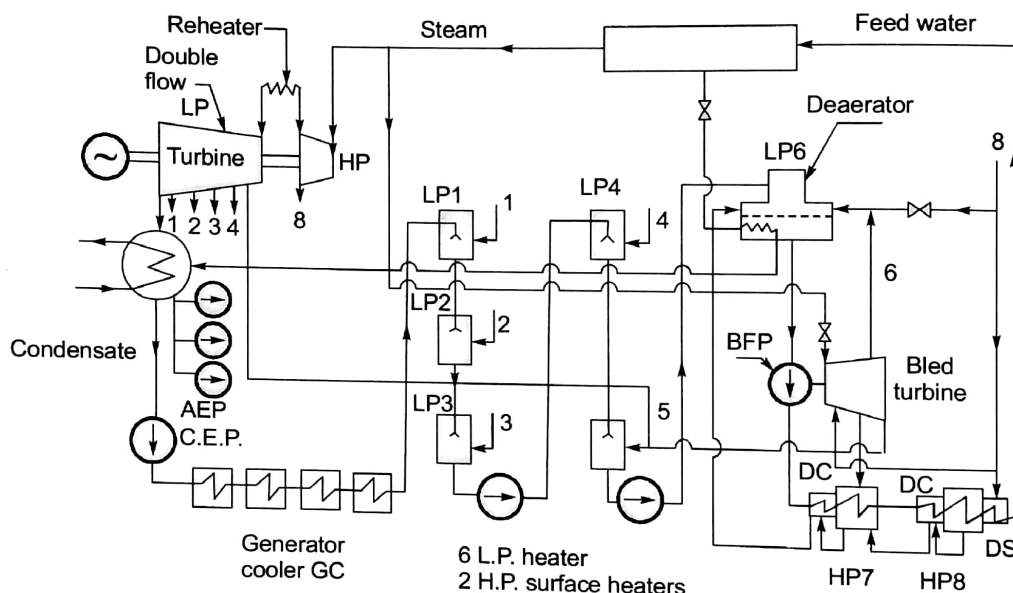 Reheater
Steam
Feed water
Double
flow
LP
Turbine
HP
~
1
2
3
4
8
Deaerator
LP6
8
LP1
1
LP4
4
6
LP2
2
BFP
Bled
turbine
Condensate
AEP
C.E.P.
LP3
3
5
DC
DC
DS
Generator
cooler GC
6 L.P. heater
2 H.P. surface heaters
HP7
HP8